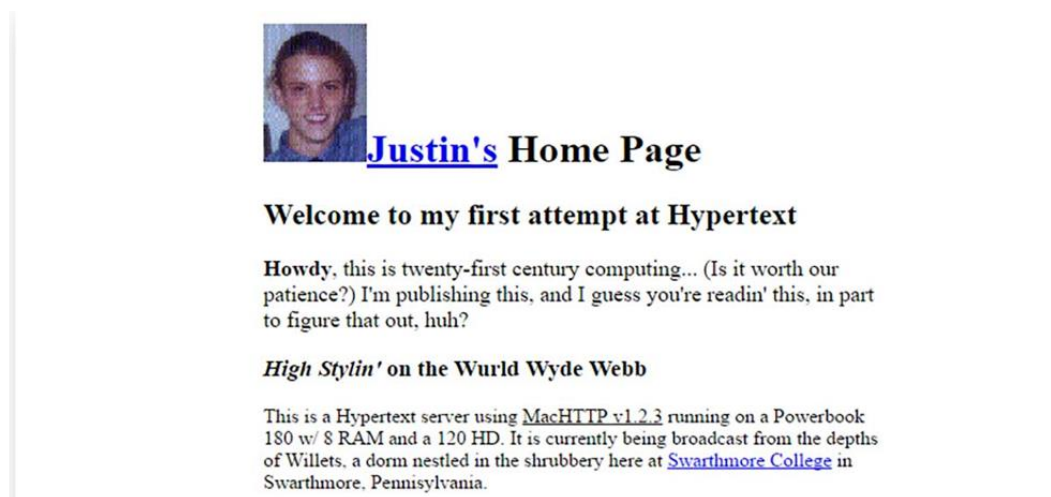 Justin's Home Page
Welcome to my first attempt at Hypertext
Howdy, this is twenty-first century computing... (Is it worth our
patience?) I'm publishing this, and I guess you're readin' this, in part
to figure that out, huh?
High Stylin' on the Wurld Wyde Webb
This is a Hypertext server using MacHTTP v1.2.3 running on a Powerbook
180 w/ 8 RAM and a 120 HD. It is currently being broadcast from the depths
of Willets, a dorm nestled in the shrubbery here at Swarthmore College in
Swarthmore, Pennisylvania.